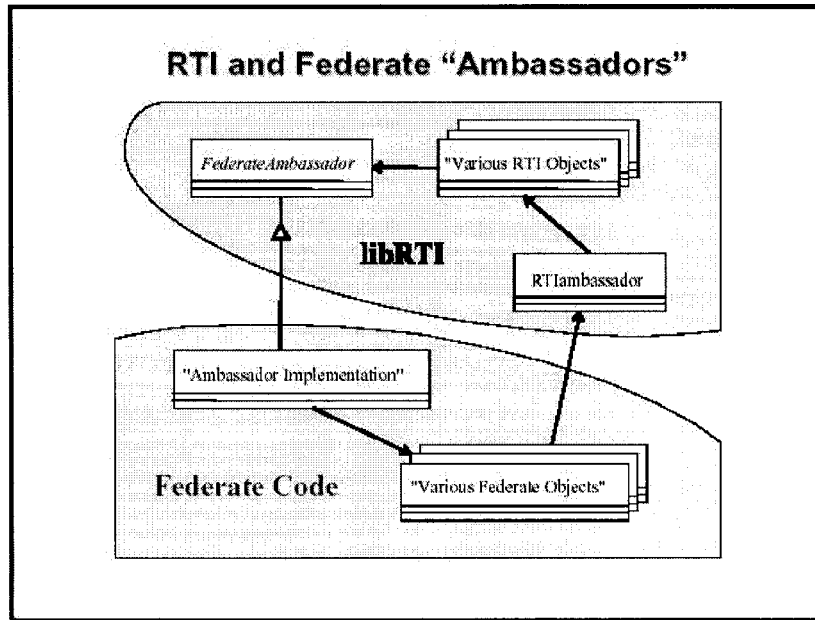 RTI and Federate “Ambassadors”
FederateAmbassador
"Various RTI Objects"
libRTI
RTIambassador
"Ambassador Implementation"
Federate Code
"Various Federate Objects"